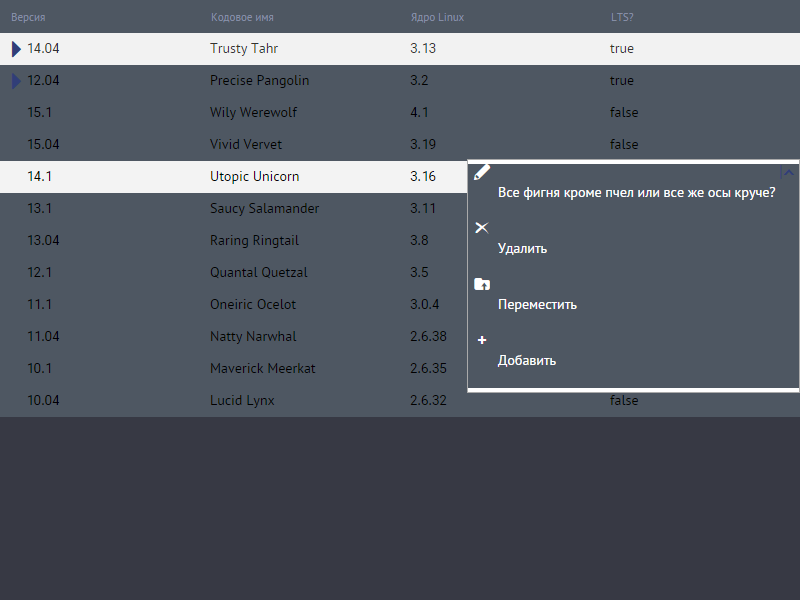 Версия Кодовое имя Ядро Linux LTS?
14.04 Trusty Tahr 3.13 true
12.04 Precise Pangolin 3.2 true
15.1 Wily Werewolf 4.1 false
15.04 Vivid Vervet 3.19 false
14.1 Utopic Unicorn 3.16
13.1 Saucy Salamander 3.11
13.04 Raring Ringtail 3.8
12.1 Quantal Quetzal 3.5
11.1 Oneiric Ocelot 3.0.4
11.04 Natty Narwhal 2.6.38
10.1 Maverick Meerkat 2.6.35
10.04 Lucid Lynx 2.6.32 false
Все фигня кроме пчел или все же осы круче?
Удалить
Переместить
Добавить